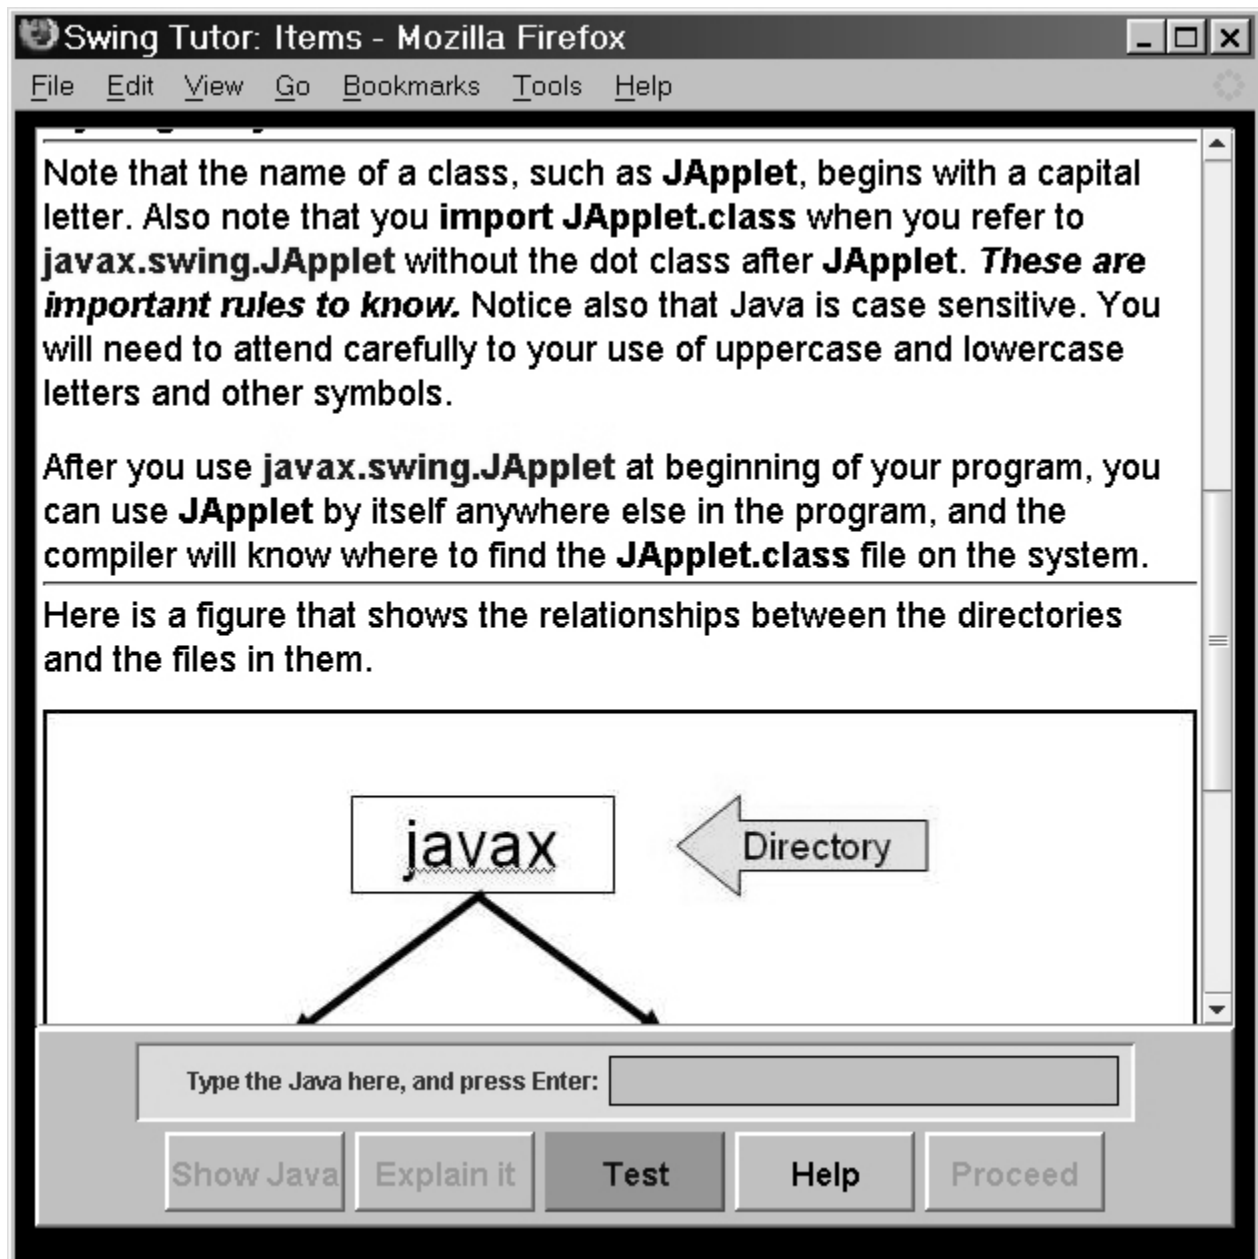 Swing Tutor: Items - Mozilla Firefox
File Edit View Go Bookmarks Tools Help
Note that the name of a class, such as JApplet, begins with a capital
letter. Also note that you import JApplet.class when you refer to
javax.swing.JApplet without the dot class after JApplet. These are
important rules to know. Notice also that Java is case sensitive. You
will need to attend carefully to your use of uppercase and lowercase
letters and other symbols.
After you use javax.swing.JApplet at beginning of your program, you
can use JApplet by itself anywhere else in the program, and the
compiler will know where to find the JApplet.class file on the system.
Here is a figure that shows the relationships between the directories
and the files in them.
javax
Directory
Type the Java here, and press Enter:
Show Java Explain it Test Help Proceed